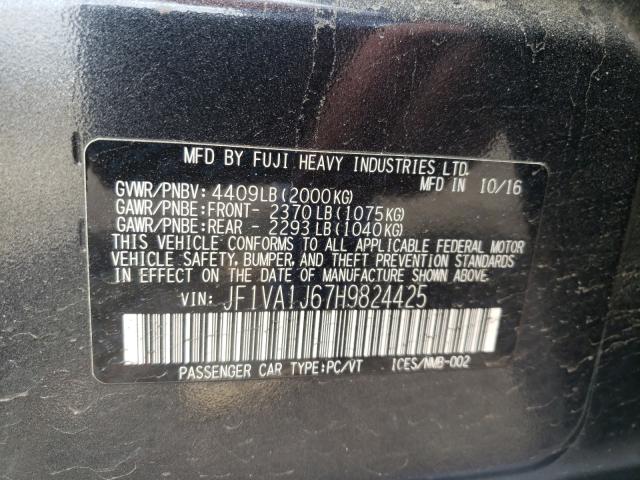 MFD BY FUJI HEAVY INDUSTRIES LTD.
MFD IN 10/16
GVWR/PNBV: 4409LB(2000KG)
GAWR/PNBE:FRONT- 2370LB(1075KG)
GAWR/PNBE:REAR - 2293LB(1040KG)
THIS VEHICLE CONFORMS TO ALL APPLICABLE FEDERAL MOTOR
VEHICLE SAFETY, BUMPER, AND THEFT PREVENTION STANDARDS
IN EFFECT ON THE DATE OF MANUFACTURE SHOWN ABOVE.
VIN: JF1VA1J67H9824425
PASSENGER CAR TYPE:PC/VT ICES/NMB-002